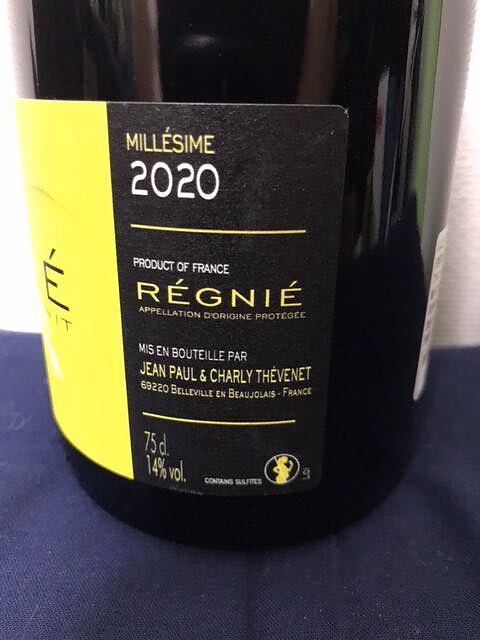 MILLÉSIME
2020
PRODUCT OF FRANCE
RÉGNIÉ
APPELLATION D'ORIGINE PROTÉGÉE
MIS EN BOUTEILLE PAR
JEAN PAUL & CHARLY THÉVENET
69220 BELLEVILLE EN BEAUJOLAIS - FRANCE
75 cl.
14% vol.
CONTAINS SULFITES
É